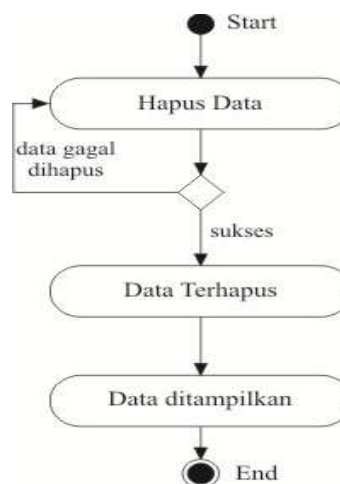 Start
Hapus Data
data gagal
dihapus
sukses
Data Terhapus
Data ditampilkan
End